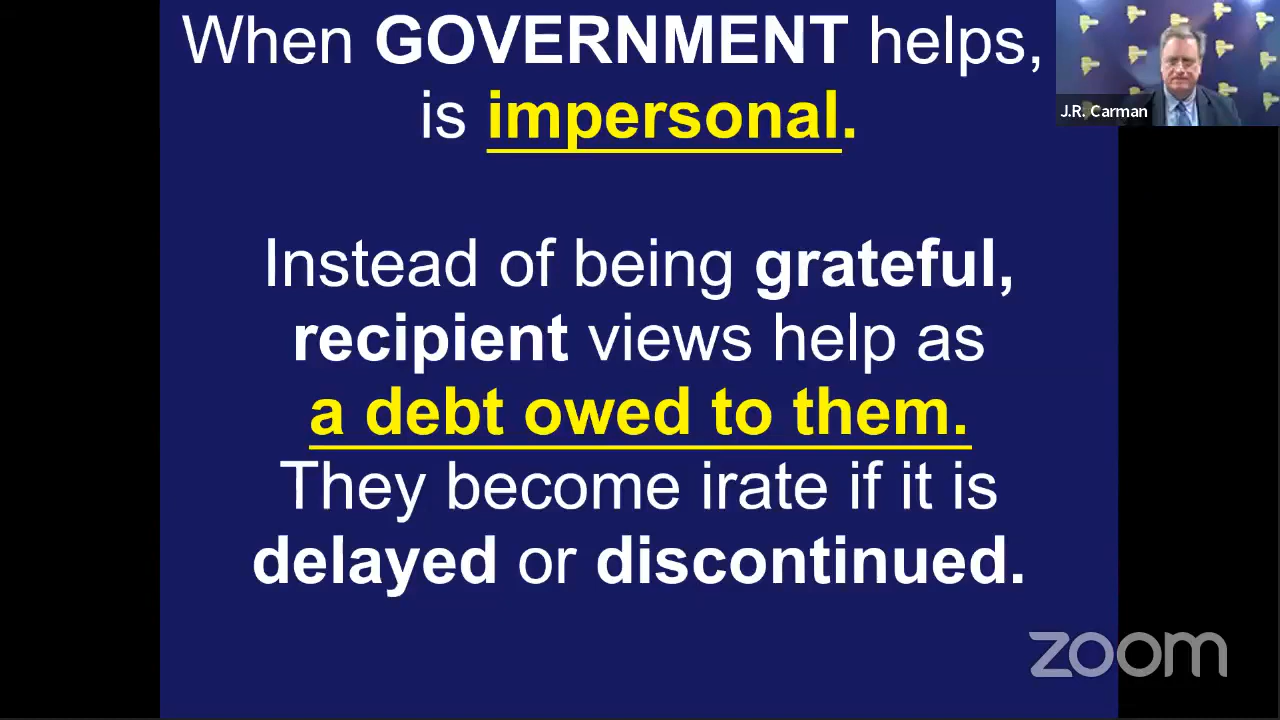 When GOVERNMENT helps,
is impersonal.
J.R. Carman
Instead of being grateful,
recipient views help as
a debt owed to them.
They become irate if it is
delayed or discontinued.
zoom